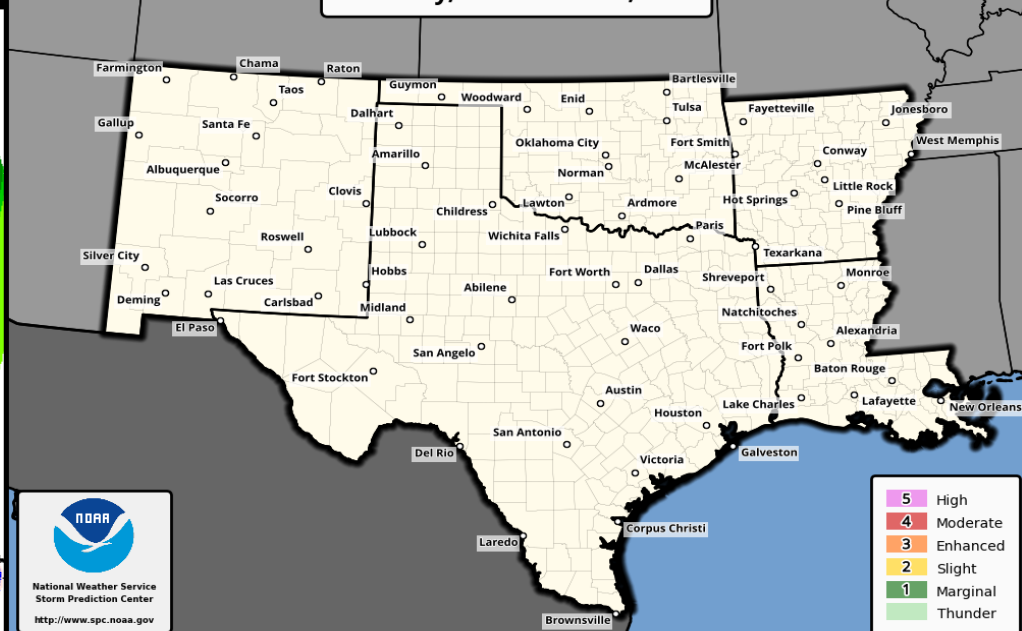 Farmington
Chama
Raton
Taos
Guymon
Woodward
Enid
Bartlesville
Tulsa
Fayetteville
Jonesboro
Gallup
Santa Fe
Dalhart
Oklahoma City
Fort Smith
Conway
West Memphis
Albuquerque
Amarillo
Norman
McAlester
Little Rock
Socorro
Clovis
Childress
Lawton
Ardmore
Hot Springs
Pine Bluff
Roswell
Lubbock
Wichita Falls
Paris
Texarkana
Silver City
Hobbs
Fort Worth
Dallas
Shreveport
Monroe
Deming
Las Cruces
Carlsbad
Midland
Abilene
Natchitoches
El Paso
San Angelo
Waco
Fort Polk
Alexandria
Fort Stockton
Austin
Baton Rouge
Houston
Lake Charles
Lafayette
New Orleans
Del Rio
San Antonio
Victoria
Galveston
Laredo
Corpus Christi
Brownsville
NOAA
National Weather Service
Storm Prediction Center
http://www.spc.noaa.gov
5 High
4 Moderate
3 Enhanced
2 Slight
1 Marginal
Thunder